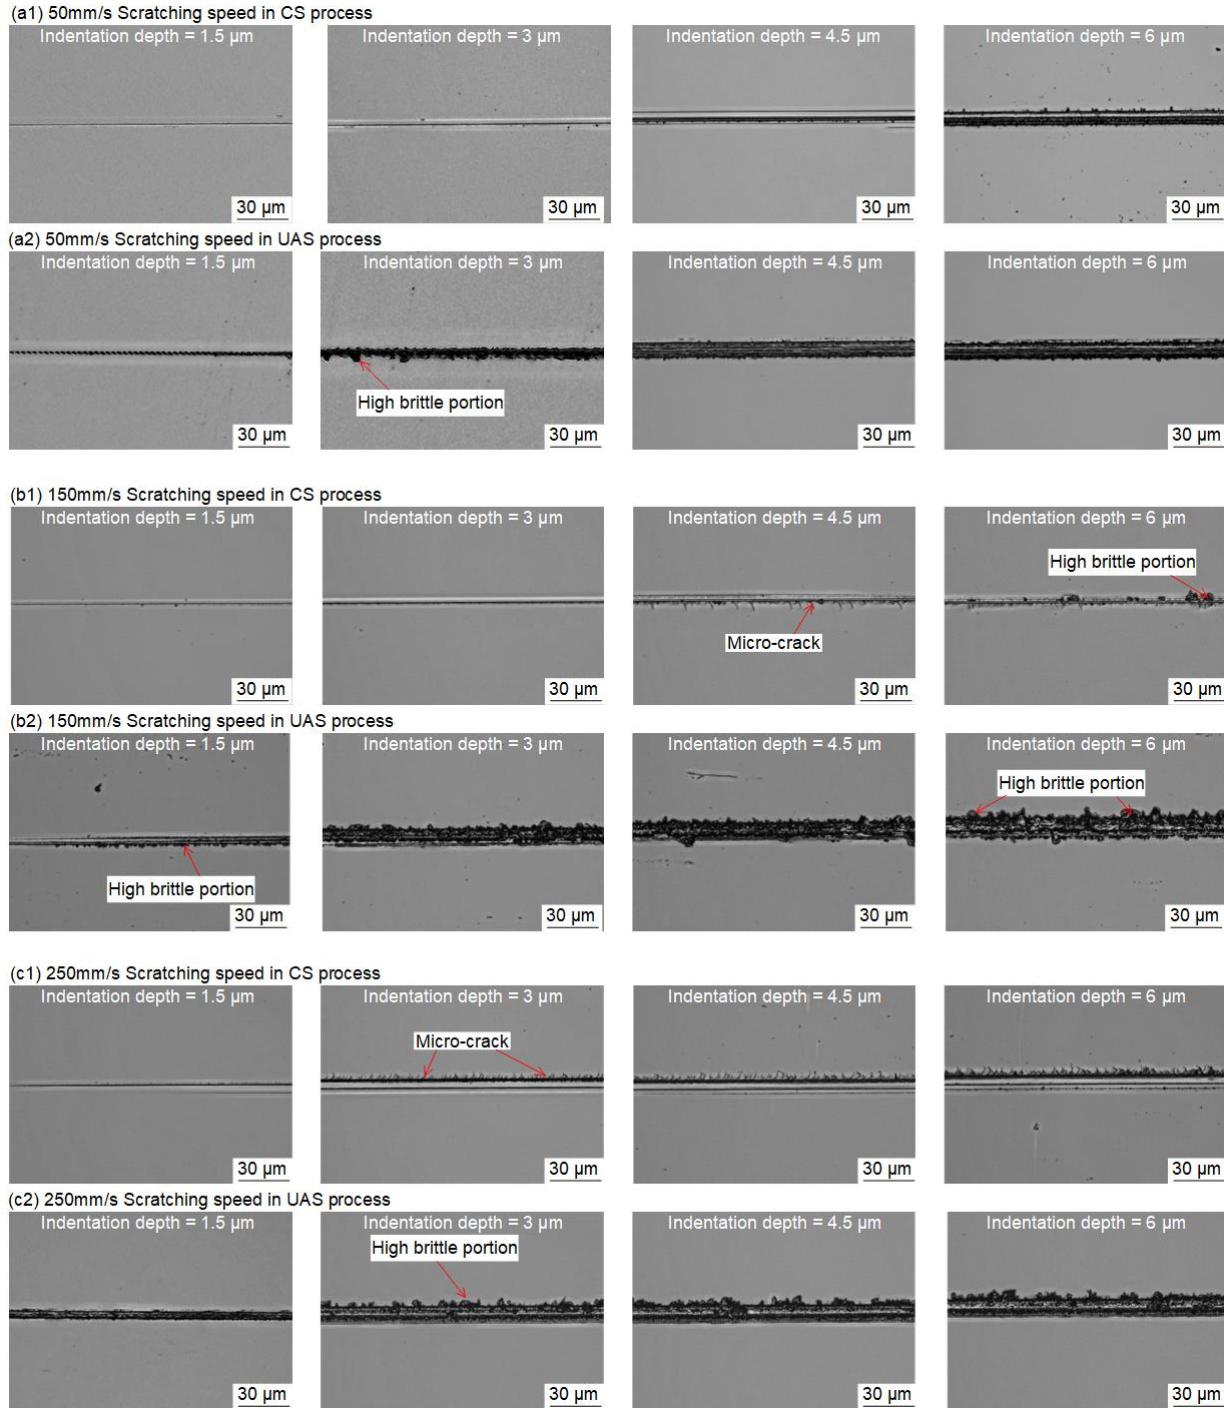 (a1) 50mm/s Scratching speed in CS process
Indentation depth = 1.5 µm
Indentation depth = 3 µm
Indentation depth = 4.5 µm
Indentation depth = 6 µm
30 µm
30 µm
30 µm
30 µm
(a2) 50mm/s Scratching speed in UAS process
Indentation depth = 1.5 µm
Indentation depth = 3 µm
Indentation depth = 4.5 µm
Indentation depth = 6 µm
High brittle portion
30 µm
30 µm
30 µm
30 µm
(b1) 150mm/s Scratching speed in CS process
Indentation depth = 1.5 µm
Indentation depth = 3 µm
Indentation depth = 4.5 µm
Indentation depth = 6 µm
High brittle portion
Micro-crack
30 µm
30 µm
30 µm
30 µm
(b2) 150mm/s Scratching speed in UAS process
Indentation depth = 1.5 µm
Indentation depth = 3 µm
Indentation depth = 4.5 µm
Indentation depth = 6 µm
High brittle portion
High brittle portion
30 µm
30 µm
30 µm
30 µm
(c1) 250mm/s Scratching speed in CS process
Indentation depth = 1.5 µm
Indentation depth = 3 µm
Indentation depth = 4.5 µm
Indentation depth = 6 µm
Micro-crack
30 µm
30 µm
30 µm
30 µm
(c2) 250mm/s Scratching speed in UAS process
Indentation depth = 1.5 µm
Indentation depth = 3 µm
Indentation depth = 4.5 µm
Indentation depth = 6 µm
High brittle portion
30 µm
30 µm
30 µm
30 µm